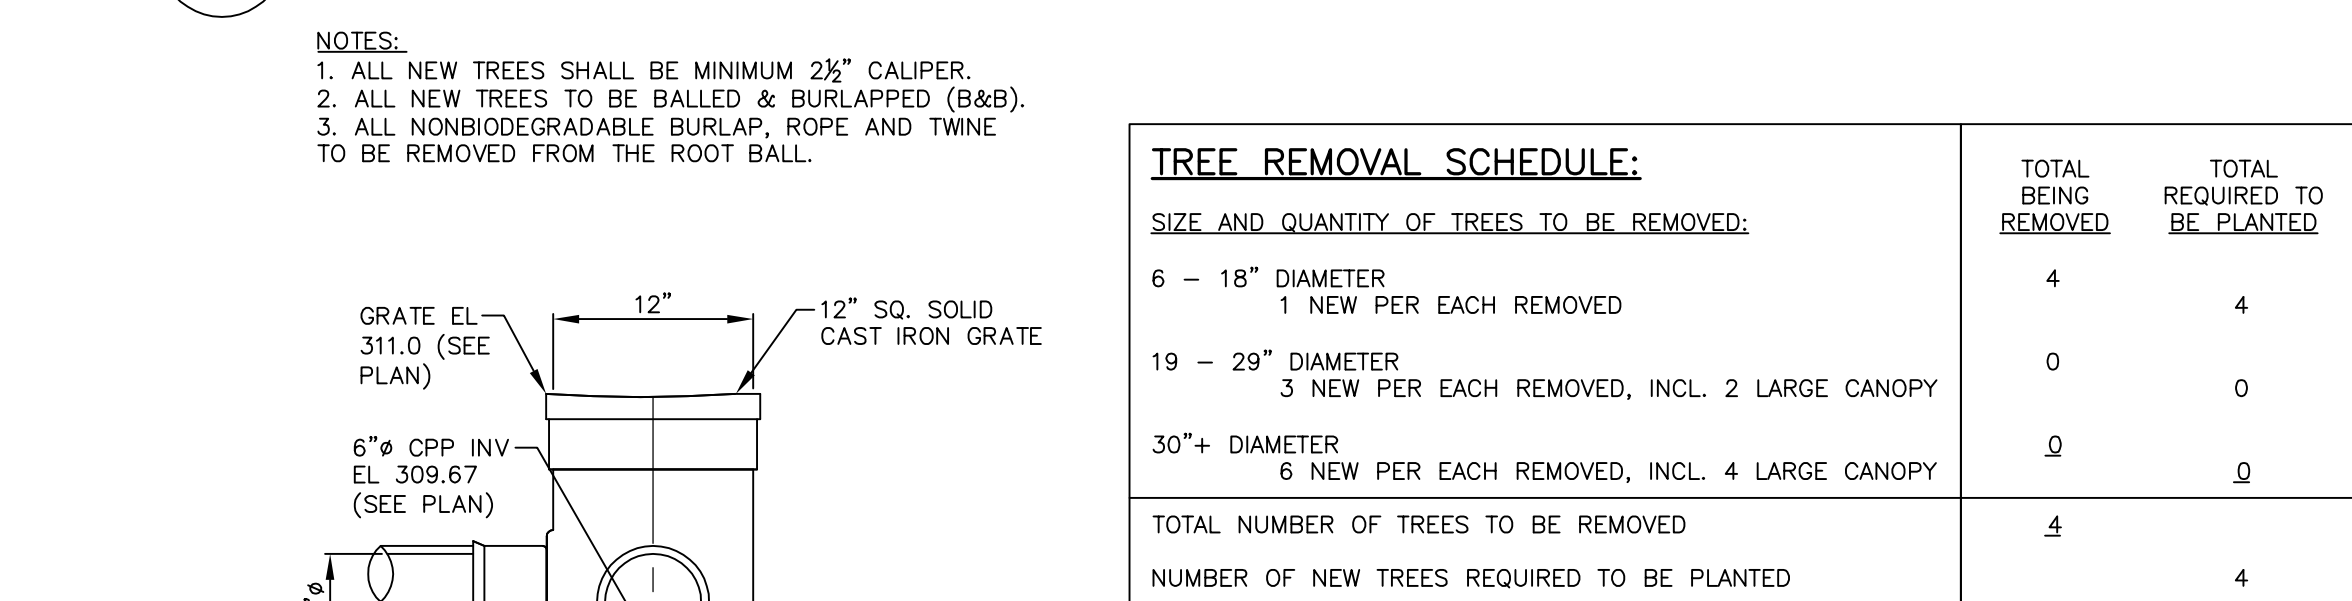 NOTES:
1. ALL NEW TREES SHALL BE MINIMUM 2½" CALIPER.
2. ALL NEW TREES TO BE BALLED & BURLAPPED (B&B).
3. ALL NONBIODEGRADABLE BURLAP, ROPE AND TWINE
TO BE REMOVED FROM THE ROOT BALL.
GRATE EL
311.0 (SEE
PLAN)
12"
12" SQ. SOLID
CAST IRON GRATE
6"ø CPP INV
EL 309.67
(SEE PLAN)
"ø
TREE REMOVAL SCHEDULE:
SIZE AND QUANTITY OF TREES TO BE REMOVED:
TOTAL
BEING
REMOVED
TOTAL
REQUIRED TO
BE PLANTED
6 – 18" DIAMETER 4
1 NEW PER EACH REMOVED 4
19 – 29" DIAMETER 0
3 NEW PER EACH REMOVED, INCL. 2 LARGE CANOPY 0
30"+ DIAMETER 0
6 NEW PER EACH REMOVED, INCL. 4 LARGE CANOPY 0
TOTAL NUMBER OF TREES TO BE REMOVED 4
NUMBER OF NEW TREES REQUIRED TO BE PLANTED 4